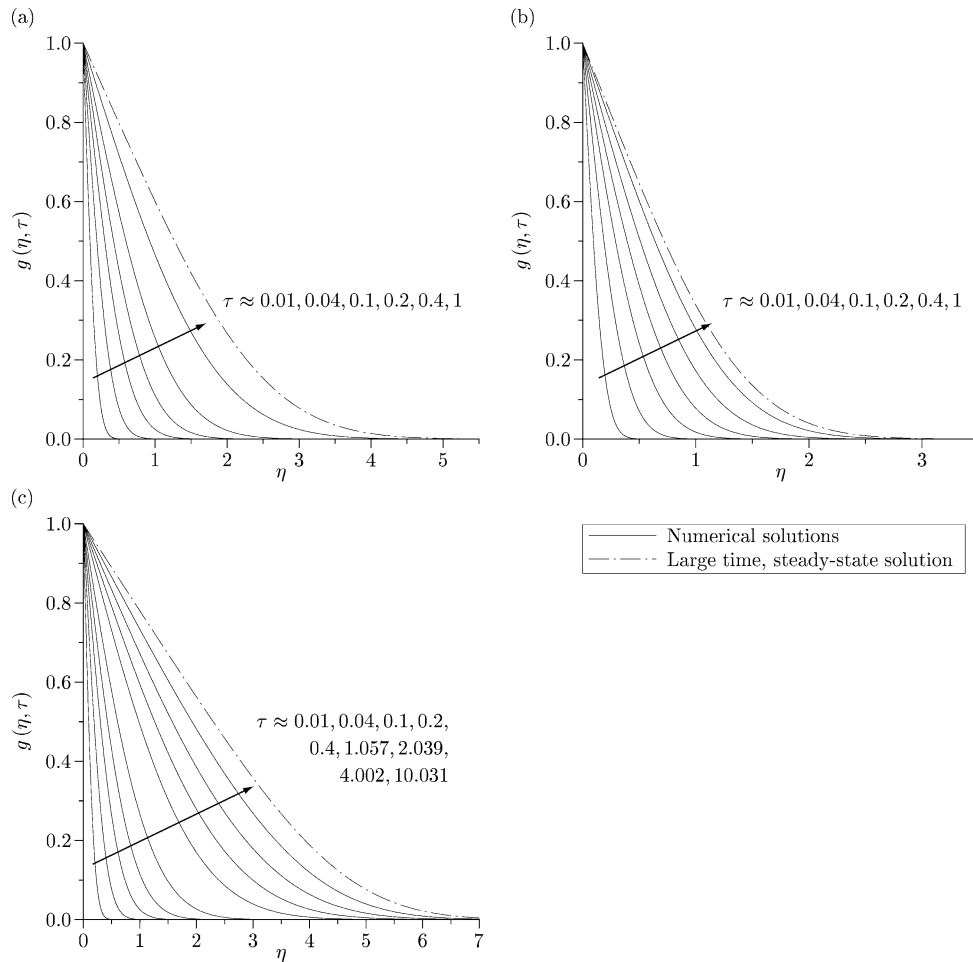 (a)
1.0
0.8
0.6
0.4
0.2
0.0
g (η, τ)
τ ≈ 0.01, 0.04, 0.1, 0.2, 0.4, 1
0 1 2 3 4 5
η
(b)
1.0
0.8
0.6
0.4
0.2
0.0
g (η, τ)
τ ≈ 0.01, 0.04, 0.1, 0.2, 0.4, 1
0 1 2 3
η
(c)
1.0
0.8
0.6
0.4
0.2
0.0
g (η, τ)
τ ≈ 0.01, 0.04, 0.1, 0.2,
0.4, 1.057, 2.039,
4.002, 10.031
0 1 2 3 4 5 6 7
η
Numerical solutions
Large time, steady-state solution